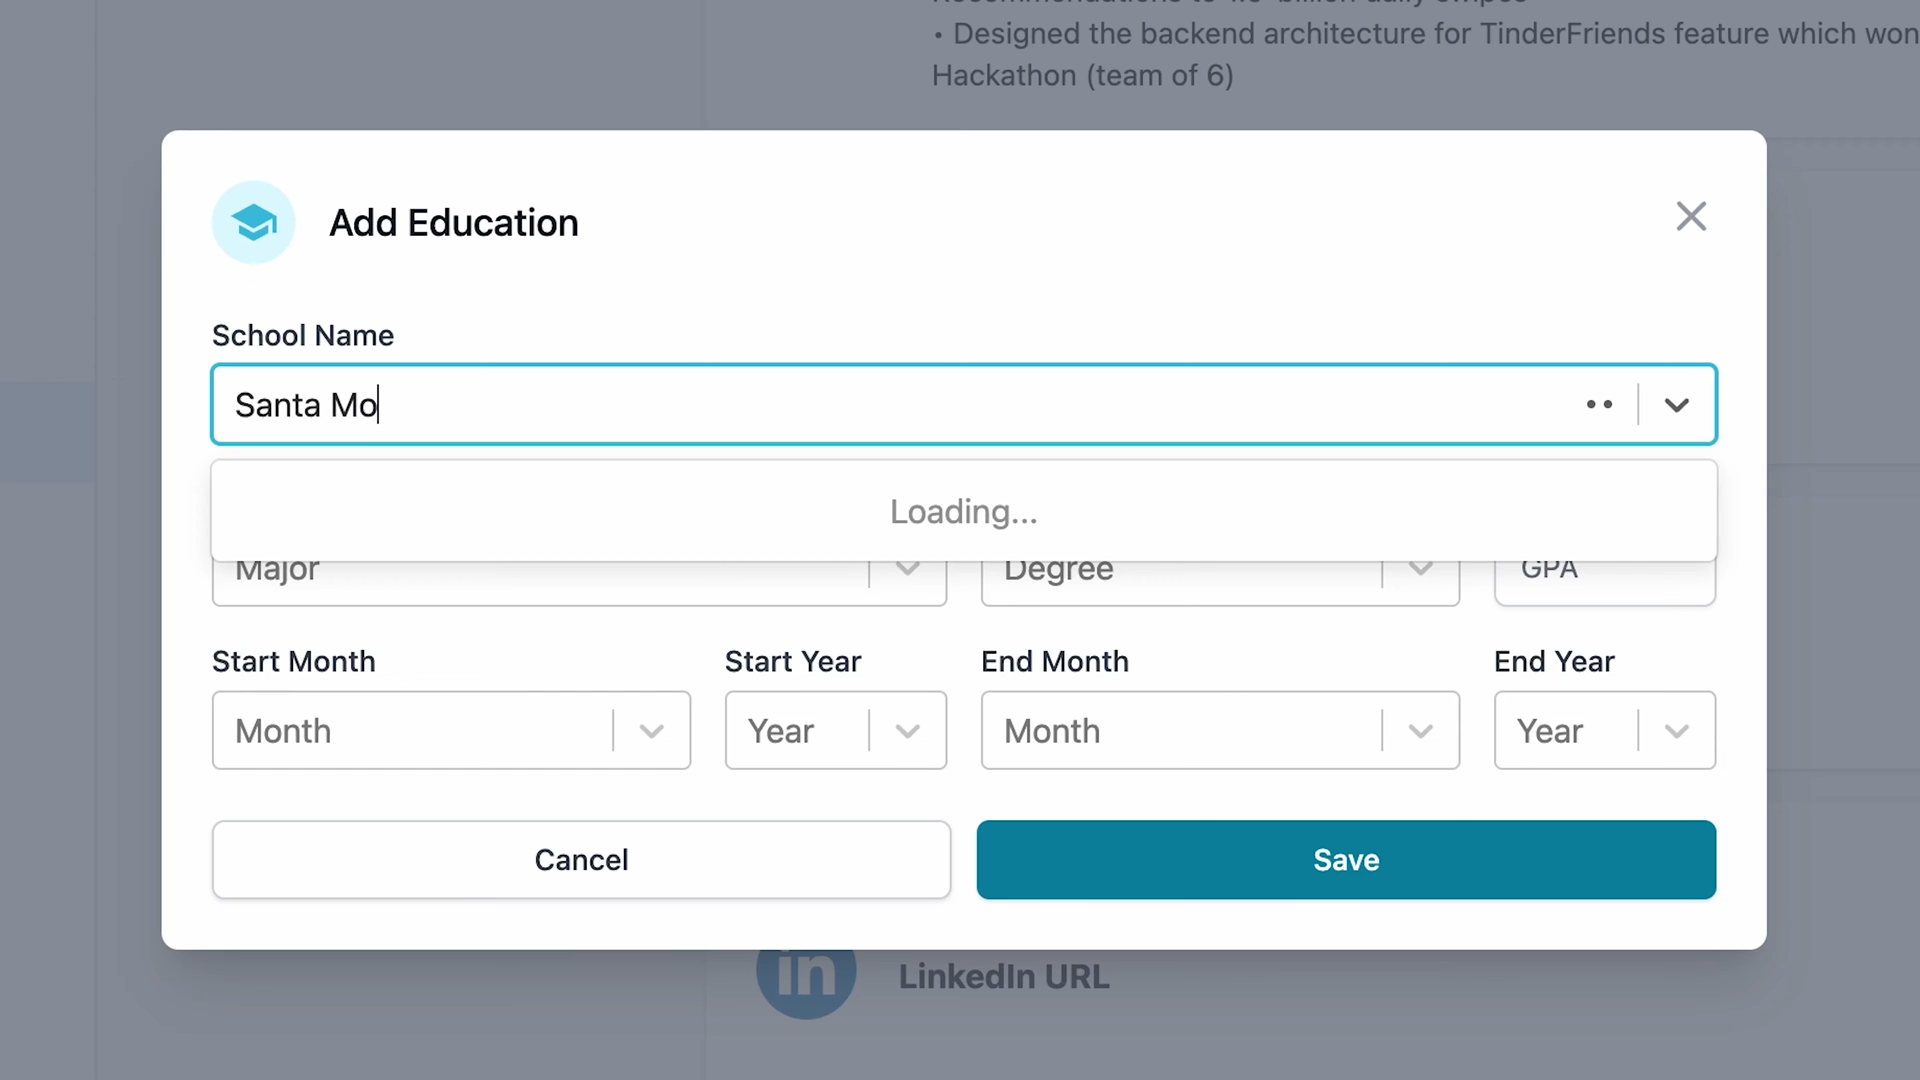 • Designed the backend architecture for TinderFriends feature which won
Hackathon (team of 6)
Add Education
School Name
Santa Mo
Loading...
Major
Degree
GPA
Start Month
Start Year
End Month
End Year
Month
Year
Month
Year
Cancel
Save
in
LinkedIn URL